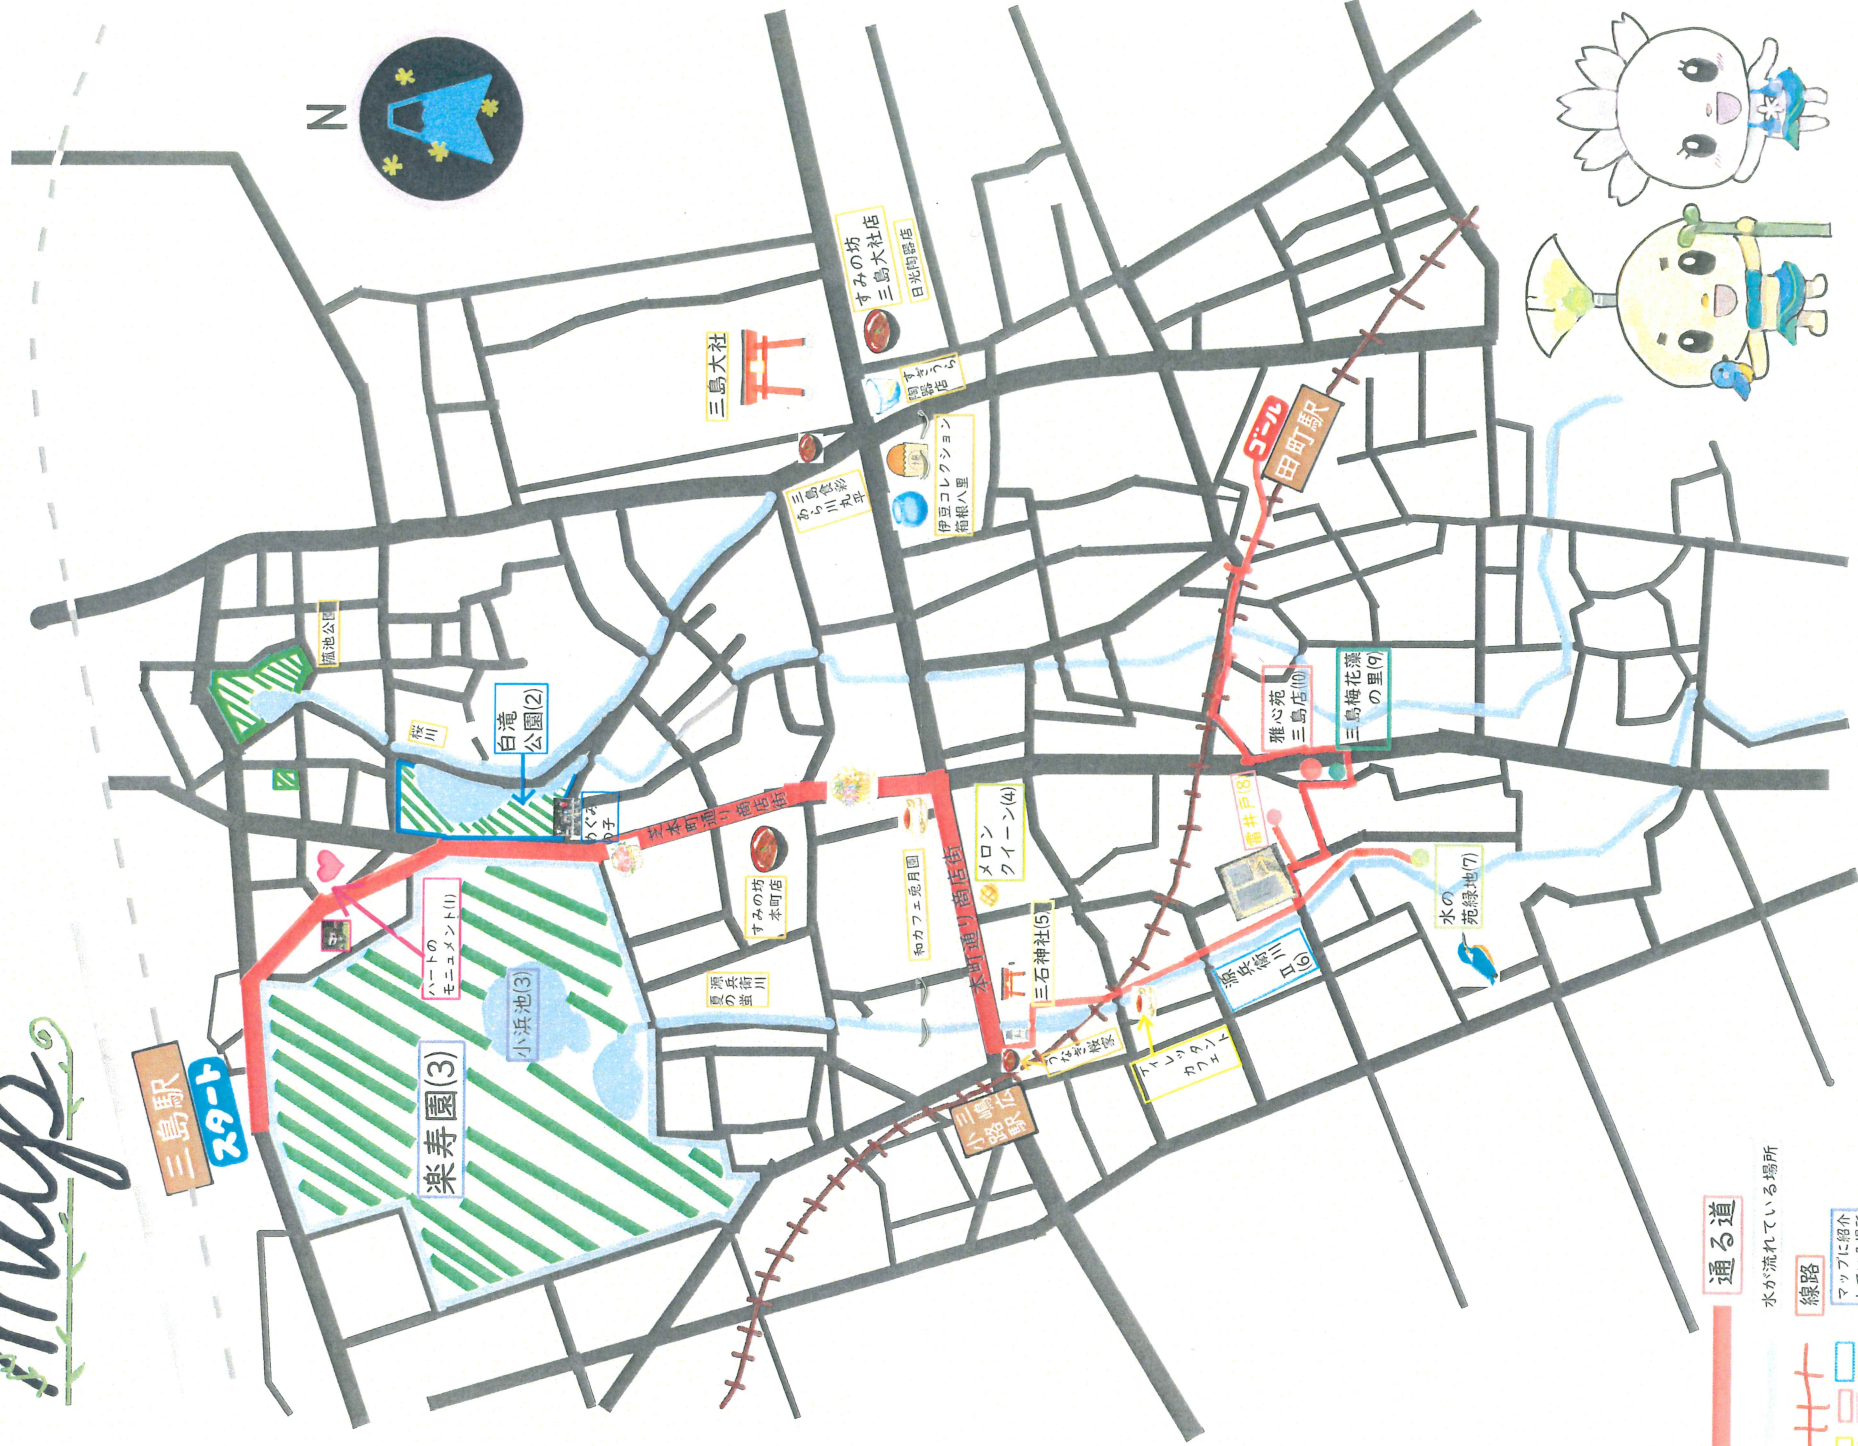 map
N
三島駅
スタート
ハートの
モニュメント(1)
楽寿園(3)
小浜池(3)
菰池公園
桜川
白滝
公園(2)
めぐみ
の子
芝本町通り商店街
すみの坊
本町店
源兵衛川
夏の蛍
三島大社
すみの坊
三島大社店
日光陶器店
すぎうら
陶器店
三島食彩
あら川 丸平
伊豆コレクション
箱根八里
和カフェ兎月園
本町通り商店街
メロン
クイーン(4)
三石神社(5)
うなぎ桜家
三嶋広
小路駅
ディレッタント
カフェ
源兵衛川
Ⅱ(6)
水の
苑緑地(7)
雷井戸(8)
三島梅花藻
の里(9)
雅心苑
三島店(10)
ゴール
田町駅
通る道
水が流れている場所
線路
マップに紹介